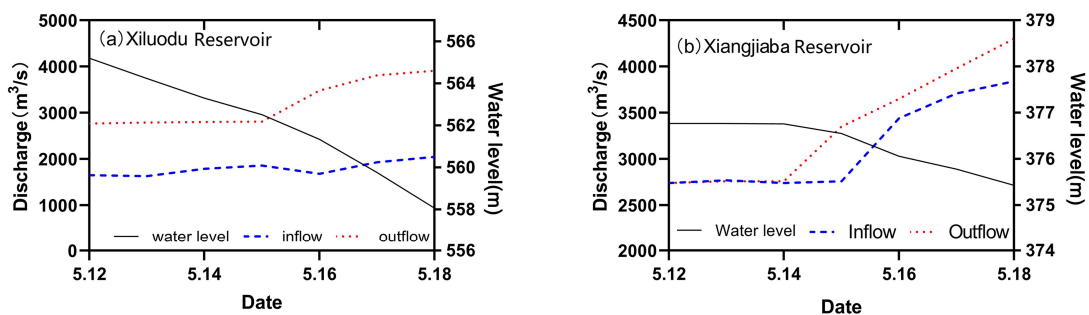 (a)Xiluodu Reservoir
Discharge(m³/s)
5000
4000
3000
2000
1000
0
Water level(m)
566
564
562
560
558
556
water level
inflow
outflow
5.12
5.14
5.16
5.18
Date
(b)Xiangjiaba Reservoir
Discharge(m³/s)
4500
4000
3500
3000
2500
2000
Water level(m)
379
378
377
376
375
374
Water level
Inflow
Outflow
5.12
5.14
5.16
5.18
Date